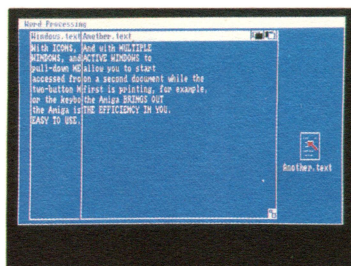 Word Processing
Windows.text
Another.text
With ICONS,
WINDOWS, and
pull-down ME
accessed fro
two-button M
or the keybo
the Amiga is
EASY TO USE.
And with MULTIPLE
ACTIVE WINDOWS to
allow you to start
on a second document while the
first is printing, for example,
the Amiga BRINGS OUT
THE EFFICIENCY IN YOU.
Another.text